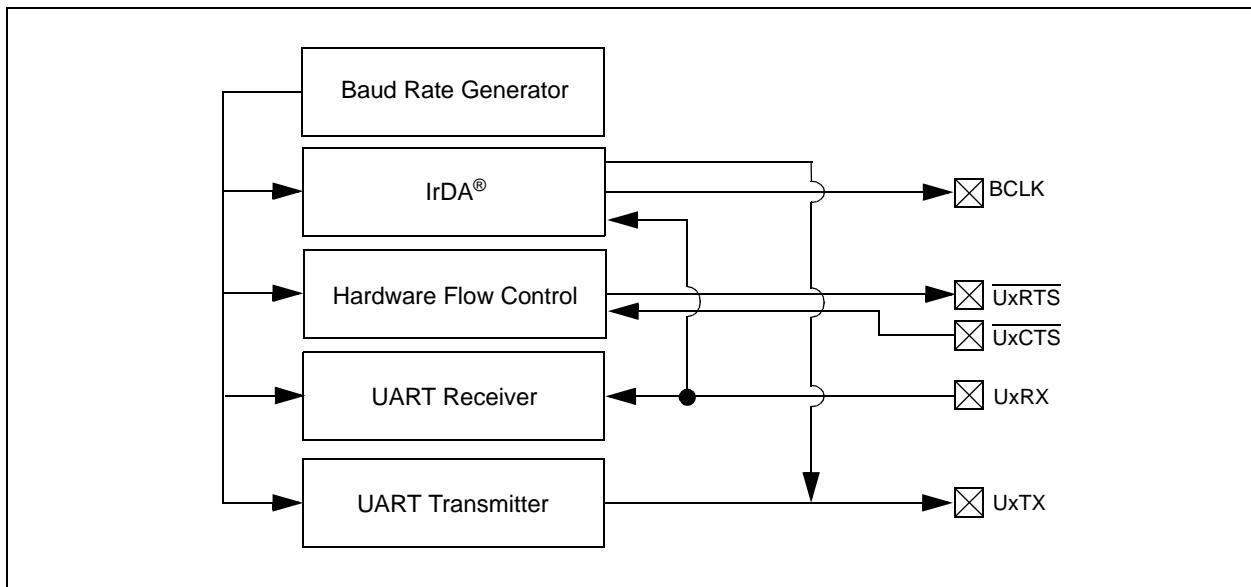 Baud Rate Generator
IrDA®
BCLK
Hardware Flow Control
UxRTS
UxCTS
UART Receiver
UxRX
UART Transmitter
UxTX